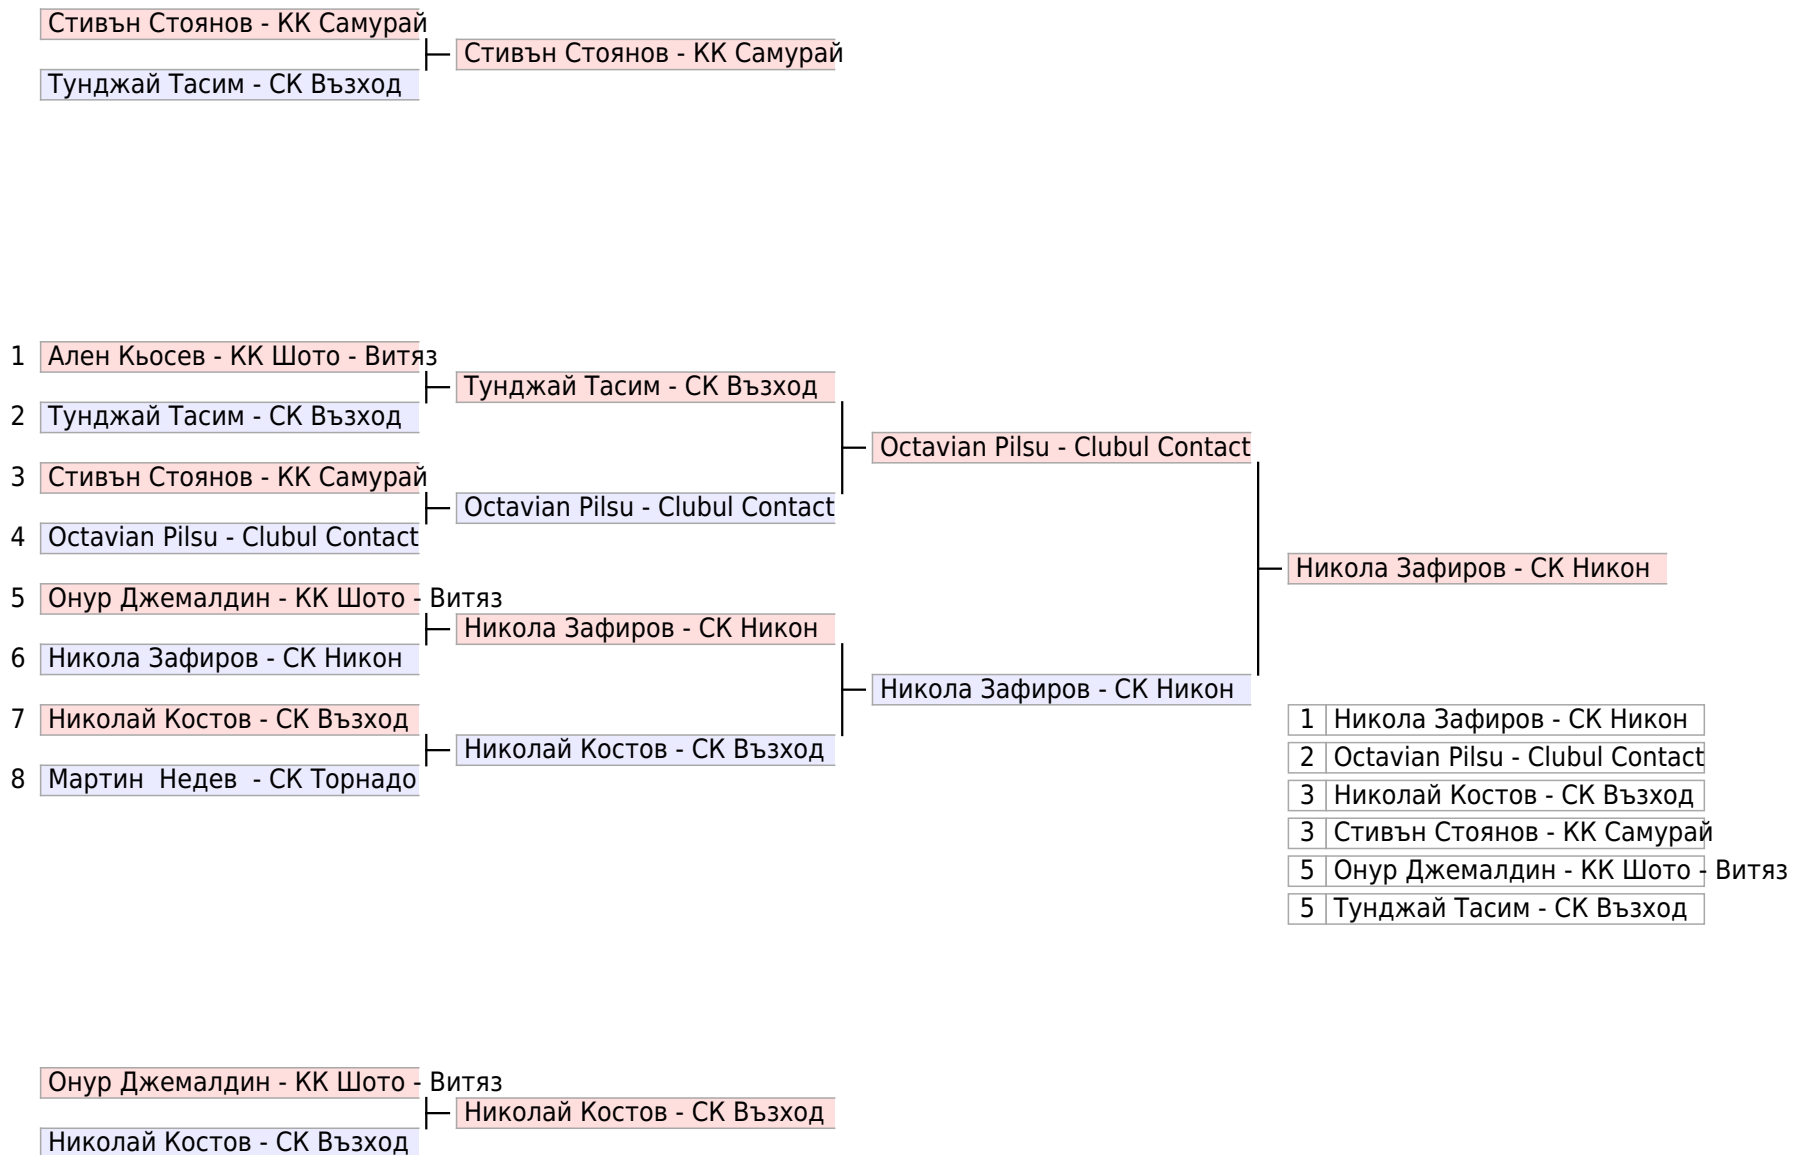 Стивън Стоянов - КК Самурай
Стивън Стоянов - КК Самурай
Тунджай Тасим - СК Възход
1 Ален Кьосев - КК Шото - Витяз
Тунджай Тасим - СК Възход
2 Тунджай Тасим - СК Възход
Octavian Pilsu - Clubul Contact
3 Стивън Стоянов - КК Самурай
Octavian Pilsu - Clubul Contact
4 Octavian Pilsu - Clubul Contact
Никола Зафиров - СК Никон
5 Онур Джемалдин - КК Шото - Витяз
Никола Зафиров - СК Никон
6 Никола Зафиров - СК Никон
Никола Зафиров - СК Никон
7 Николай Костов - СК Възход
Николай Костов - СК Възход
8 Мартин  Недев  - СК Торнадо
1 Никола Зафиров - СК Никон
2 Octavian Pilsu - Clubul Contact
3 Николай Костов - СК Възход
3 Стивън Стоянов - КК Самурай
5 Онур Джемалдин - КК Шото - Витяз
5 Тунджай Тасим - СК Възход
Онур Джемалдин - КК Шото - Витяз
Николай Костов - СК Възход
Николай Костов - СК Възход